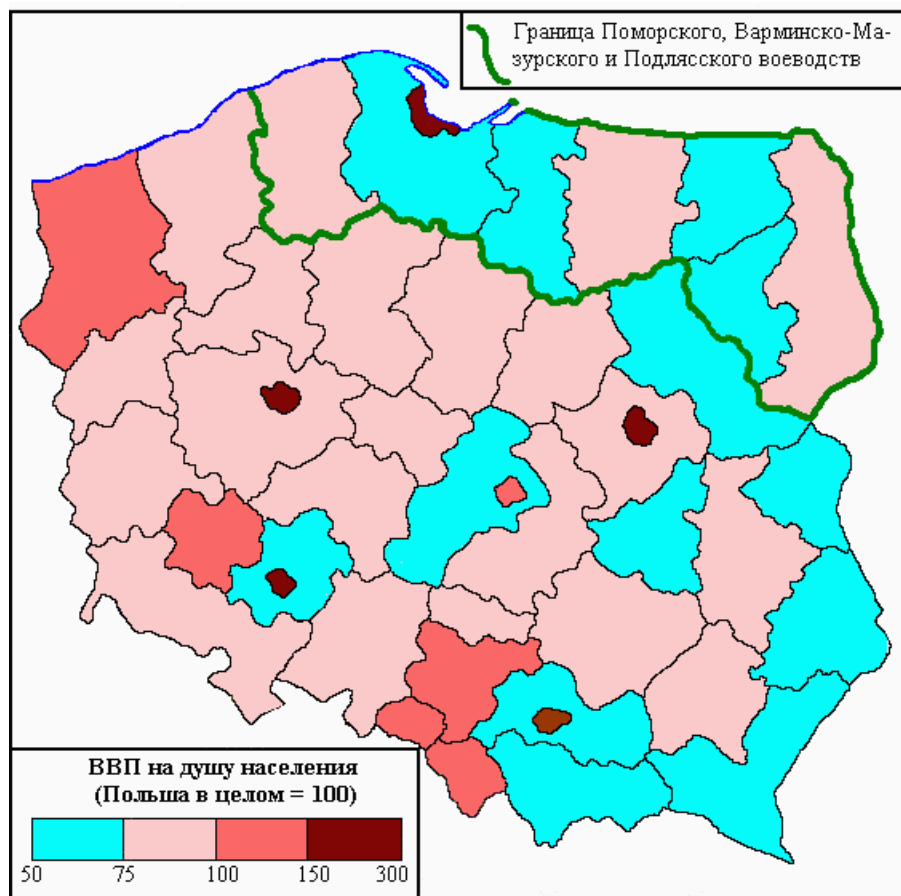 Граница Поморского, Варминско-Ма-
зурского и Подлясского воеводств
ВВП на душу населения
(Польша в целом = 100)
50 75 100 150 300